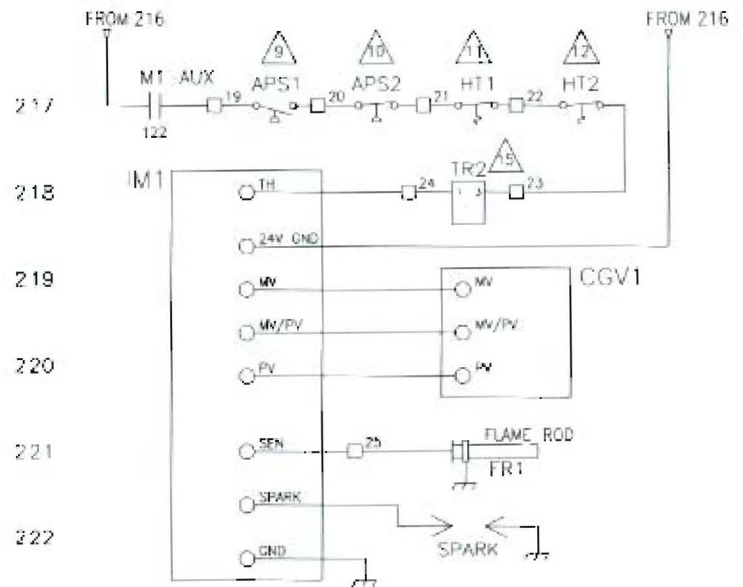 FROM 216
FROM 216
9
10
11
12
M1 AUX
APS1
APS2
HT1
HT2
217
19
20
21
22
122
IM1
TR2
15
218
TH
24
1 3
23
24V GND
219
MV
MV
CGV1
MV/PV
MV/PV
220
PV
PV
221
SEN
25
FLAME ROD
FR1
SPARK
222
SPARK
GND